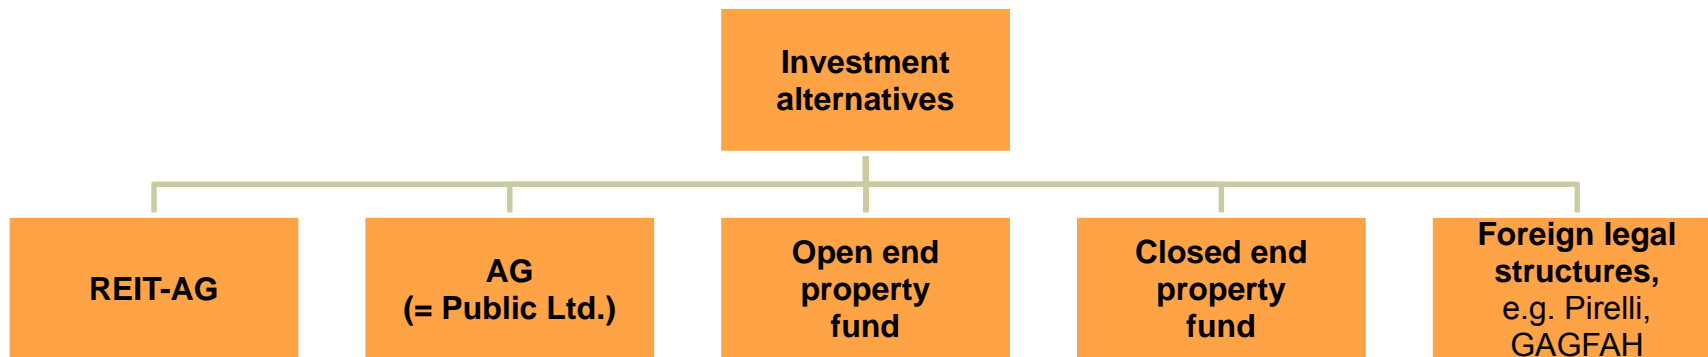 Investment
alternatives
REIT-AG
AG
(= Public Ltd.)
Open end
property
fund
Closed end
property
fund
Foreign legal
structures,
e.g. Pirelli,
GAGFAH